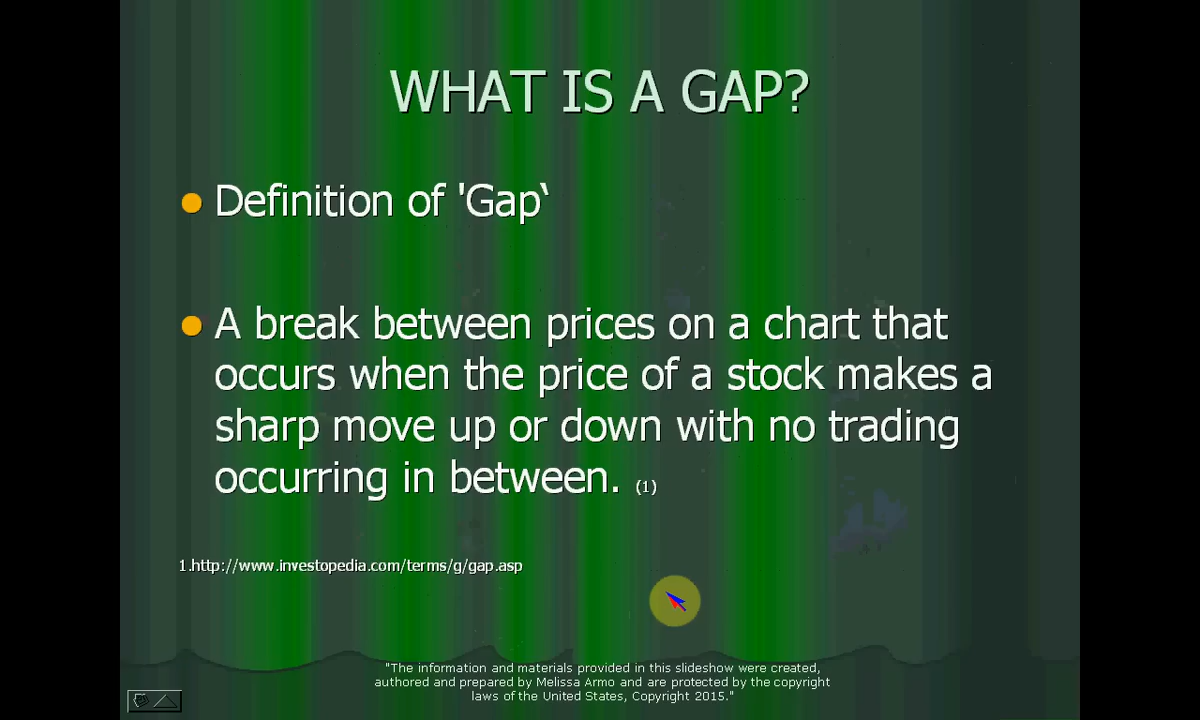 WHAT IS A GAP?
Definition of 'Gap‘
A break between prices on a chart that
occurs when the price of a stock makes a
sharp move up or down with no trading
occurring in between. (1)
1.http://www.investopedia.com/terms/g/gap.asp
"The information and materials provided in this slideshow were created,
authored and prepared by Melissa Armo and are protected by the copyright
laws of the United States, Copyright 2015."